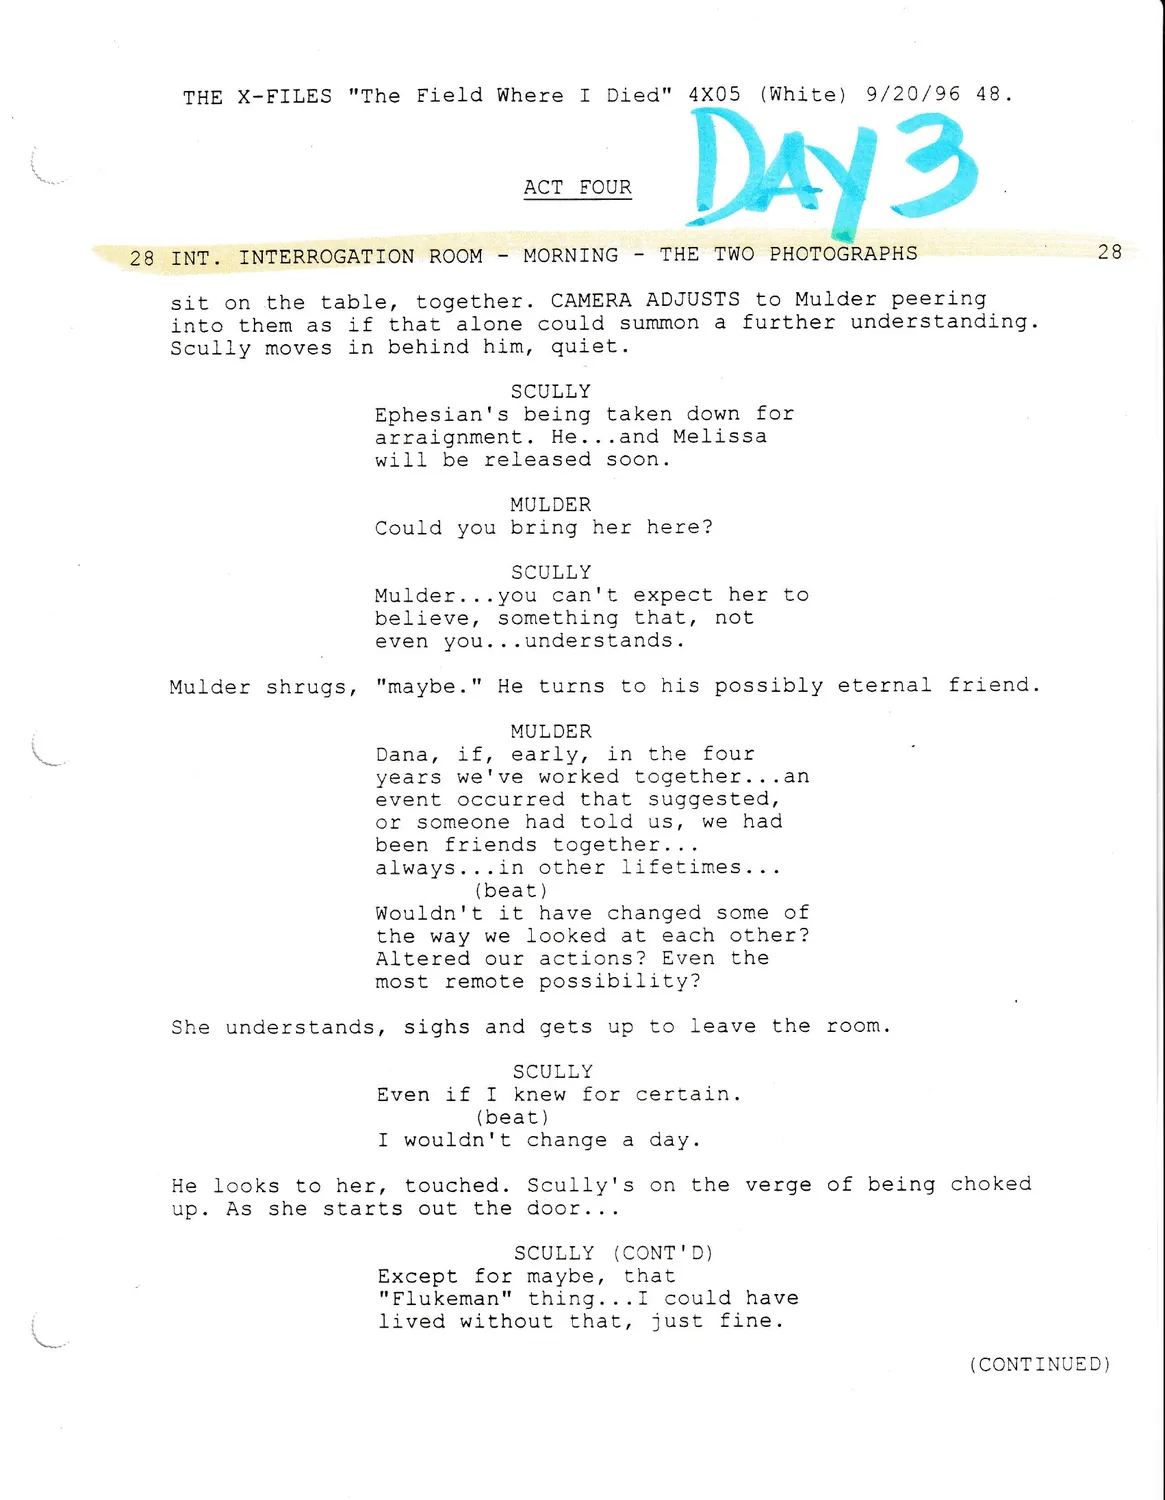 THE X-FILES "The Field Where I Died" 4X05 (White) 9/20/96 48.
DAY 3
ACT FOUR
28 INT. INTERROGATION ROOM - MORNING - THE TWO PHOTOGRAPHS 28
sit on the table, together. CAMERA ADJUSTS to Mulder peering
into them as if that alone could summon a further understanding.
Scully moves in behind him, quiet.
SCULLY
Ephesian's being taken down for
arraignment. He...and Melissa
will be released soon.
MULDER
Could you bring her here?
SCULLY
Mulder...you can't expect her to
believe, something that, not
even you...understands.
Mulder shrugs, "maybe." He turns to his possibly eternal friend.
MULDER
Dana, if, early, in the four
years we've worked together...an
event occurred that suggested,
or someone had told us, we had
been friends together...
always...in other lifetimes...
(beat)
Wouldn't it have changed some of
the way we looked at each other?
Altered our actions? Even the
most remote possibility?
She understands, sighs and gets up to leave the room.
SCULLY
Even if I knew for certain.
(beat)
I wouldn't change a day.
He looks to her, touched. Scully's on the verge of being choked
up. As she starts out the door...
SCULLY (CONT'D)
Except for maybe, that
"Flukeman" thing...I could have
lived without that, just fine.
(CONTINUED)